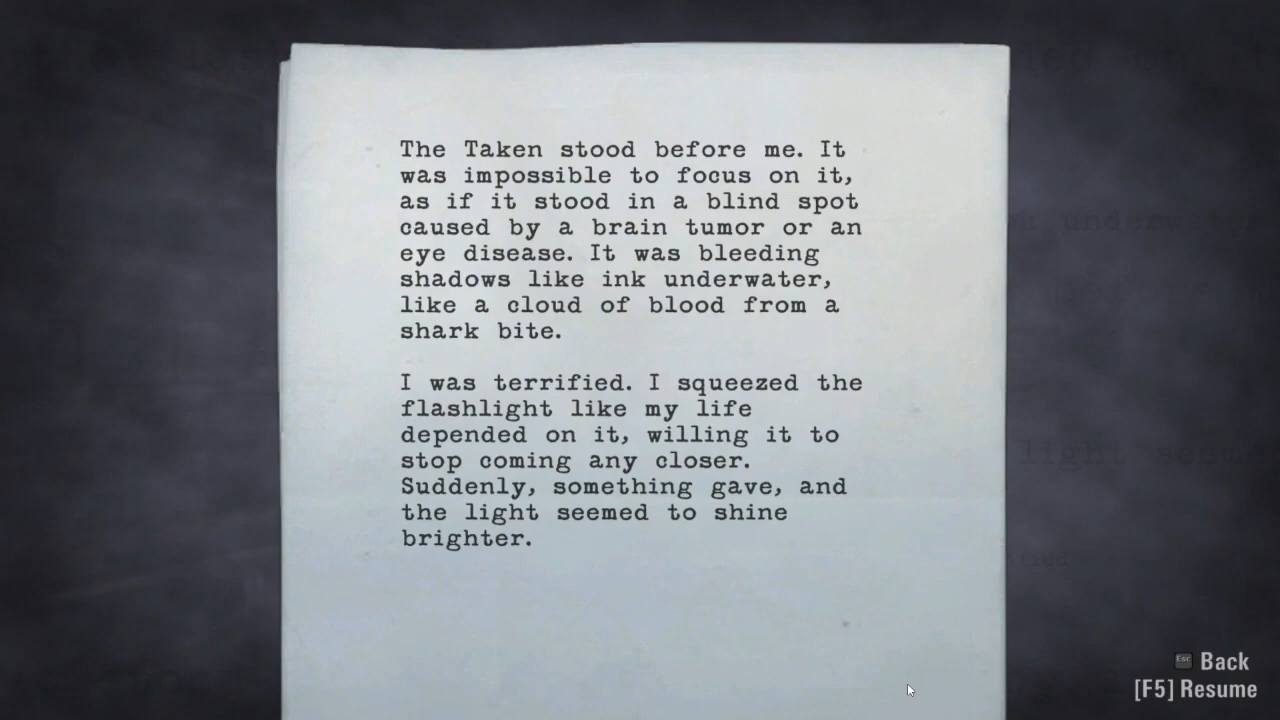 The Taken stood before me. It
was impossible to focus on it,
as if it stood in a blind spot
caused by a brain tumor or an
eye disease. It was bleeding
shadows like ink underwater,
like a cloud of blood from a
shark bite.
I was terrified. I squeezed the
flashlight like my life
depended on it, willing it to
stop coming any closer.
Suddenly, something gave, and
the light seemed to shine
brighter.
Esc Back
[F5] Resume